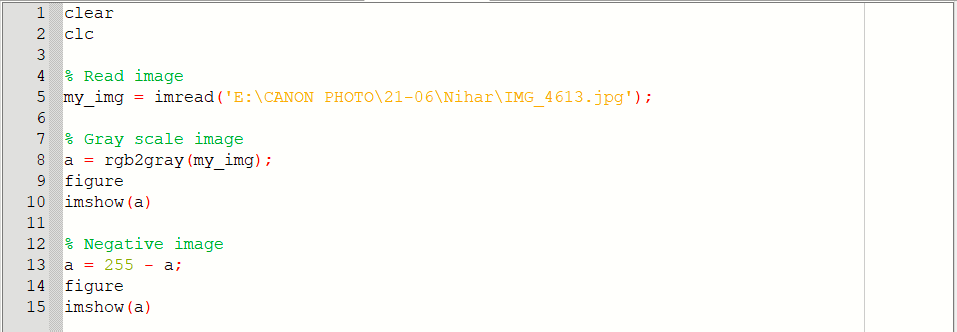 1 clear
2 clc
3
4 % Read image
5 my_img = imread('E:\CANON PHOTO\21-06\Nihar\IMG_4613.jpg');
6
7 % Gray scale image
8 a = rgb2gray(my_img);
9 figure
10 imshow(a)
11
12 % Negative image
13 a = 255 - a;
14 figure
15 imshow(a)